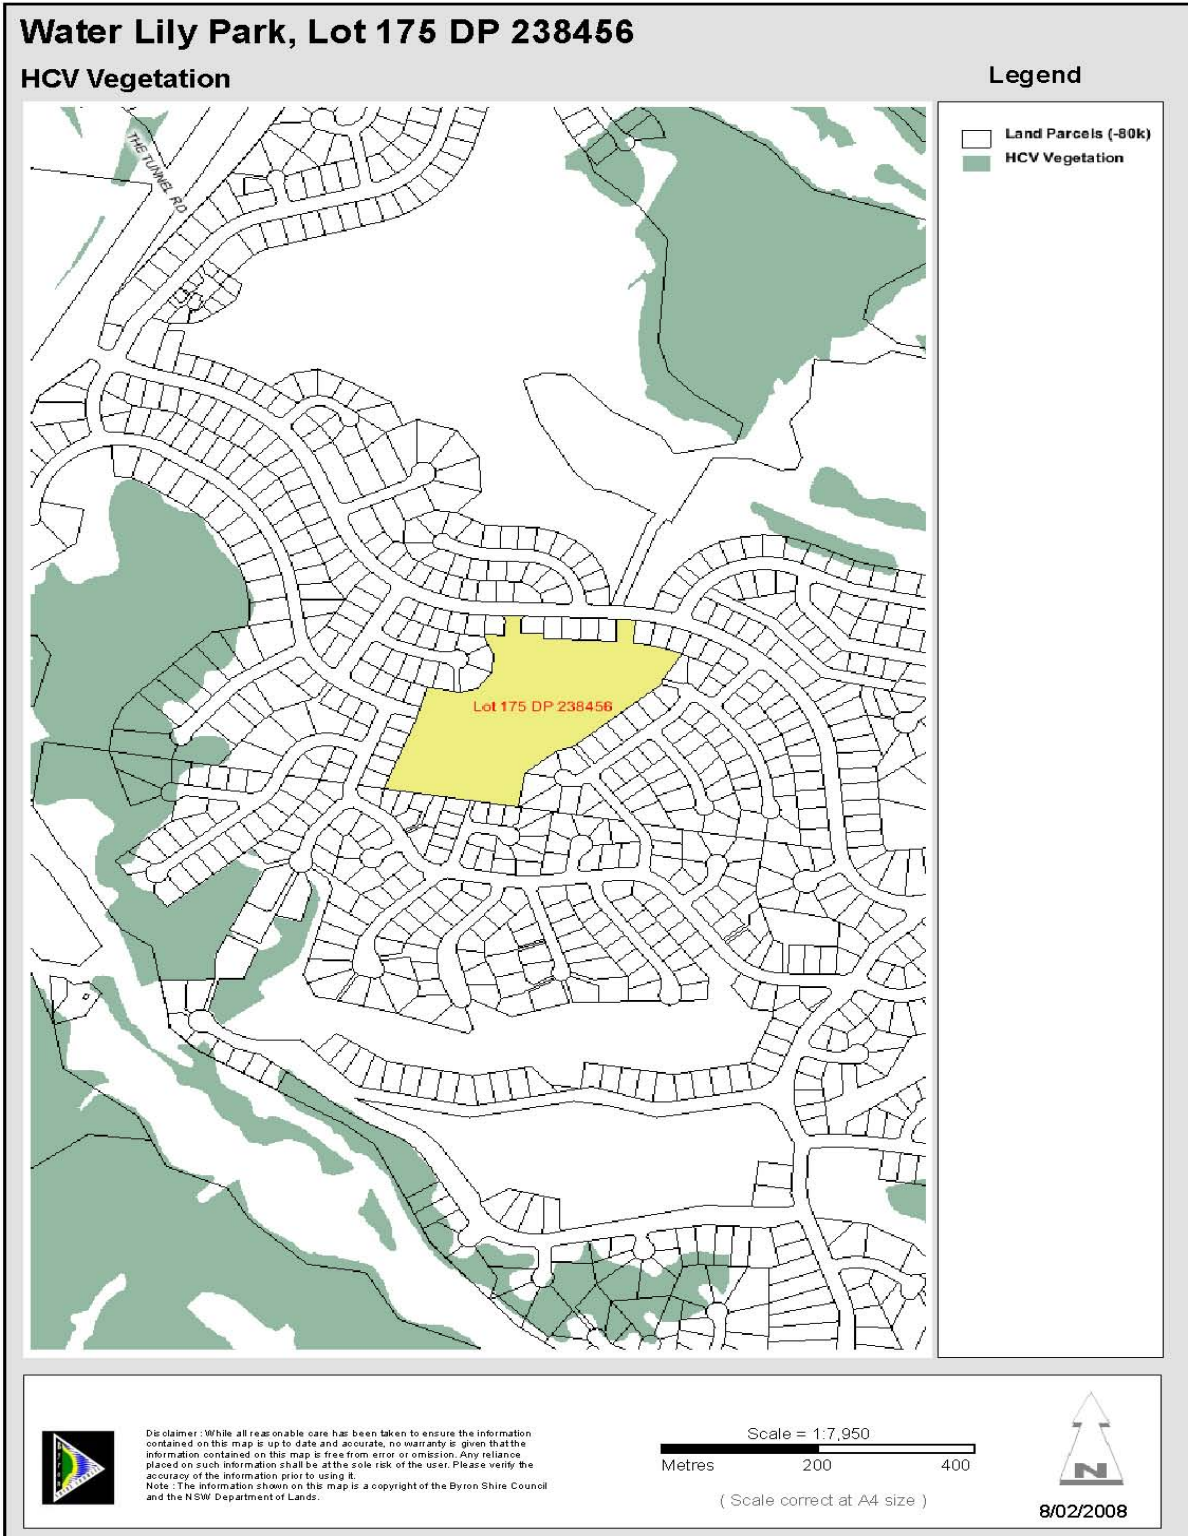 Water Lily Park, Lot 175 DP 238456
HCV Vegetation
Legend
Land Parcels (-80k)
HCV Vegetation
THE TUNNEL RD
Lot 175 DP 238456
Disclaimer : While all reasonable care has been taken to ensure the information
contained on this map is up to date and accurate, no warranty is given that the
information contained on this map is free from error or omission. Any reliance
placed on such information shall be at the sole risk of the user. Please verify the
accuracy of the information prior to using it.
Note : The information shown on this map is a copyright of the Byron Shire Council
and the NSW Department of Lands.
Scale = 1:7,950
Metres 200 400
( Scale correct at A4 size )
N
8/02/2008